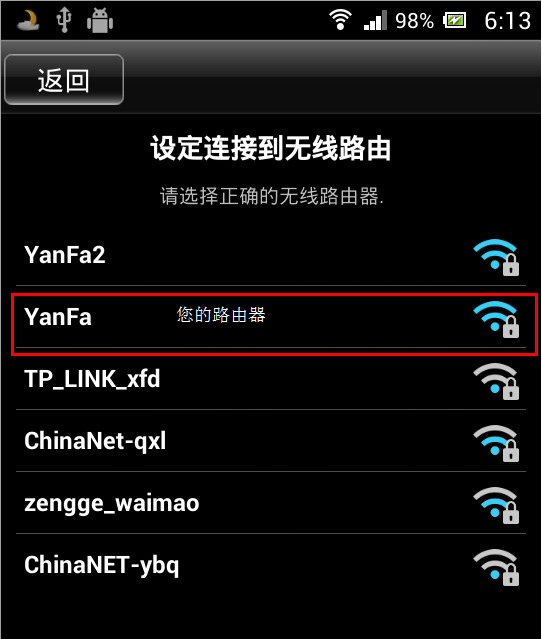 98% 6:13
返回
设定连接到无线路由
请选择正确的无线路由器.
YanFa2
YanFa 您的路由器
TP_LINK_xfd
ChinaNet-qxl
zengge_waimao
ChinaNET-ybq